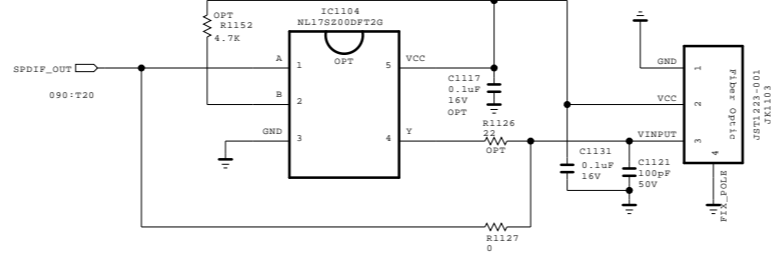 OPT
R1152
4.7K
IC1104
NL17SZ00DFT2G
OPT
A
1
B
2
GND
3
5
VCC
4
Y
SPDIF_OUT
090:T20
C1117
0.1uF
16V
OPT
R1126
22
OPT
R1127
0
C1131
0.1uF
16V
C1121
100pF
50V
GND
1
VCC
2
VINPUT
3
4
Fiber Optic
JST1223-001
JK1103
FIX_POLE